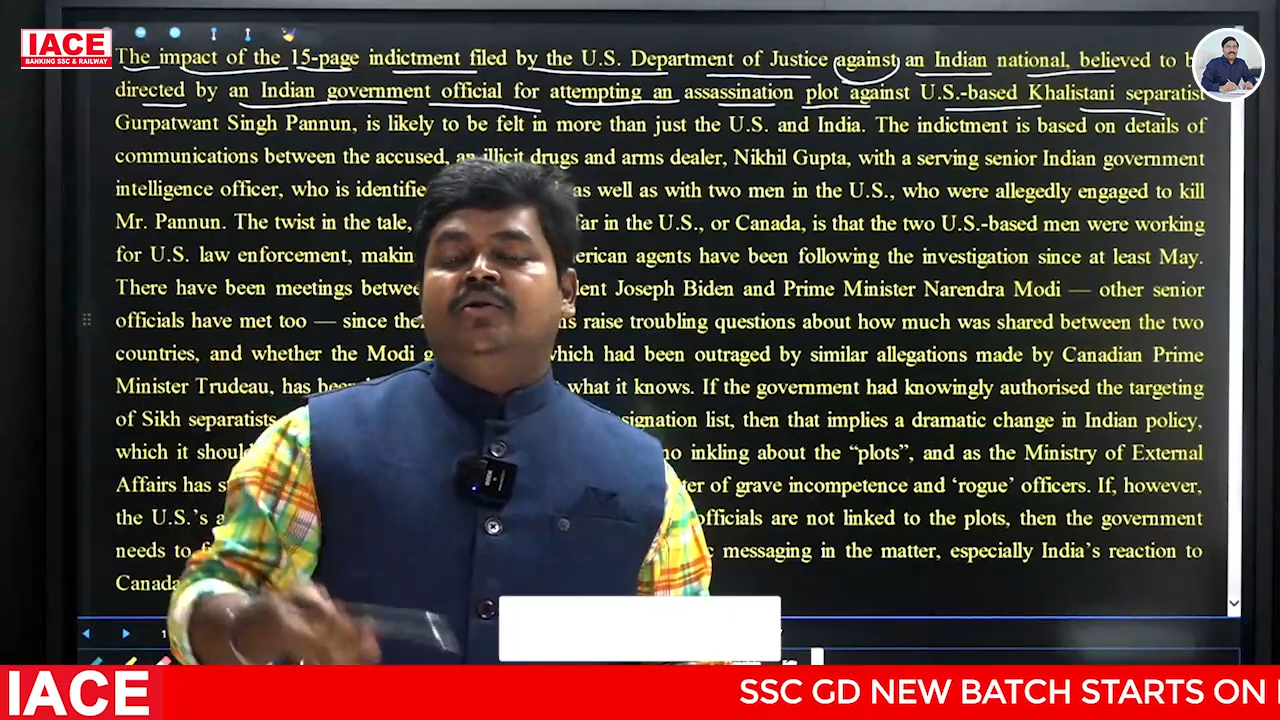 IACE
BANKING SSC & RAILWAY
The impact of the 15-page indictment filed by the U.S. Department of Justice against an Indian national, believed to
directed by an Indian government official for attempting an assassination plot against U.S.-based Khalistani separatist
Gurpatwant Singh Pannun, is likely to be felt in more than just the U.S. and India. The indictment is based on details of
communications between the accused, an illicit drugs and arms dealer, Nikhil Gupta, with a serving senior Indian government
intelligence officer, who is as well as with two men in the U.S., who were allegedly engaged to kill
Mr. Pannun. The twist in the tale, far in the U.S., or Canada, is that the two U.S.-based men were working
for U.S. law enforcement, agents have been following the investigation since at least May.
There have been meetings Joseph Biden and Prime Minister Narendra Modi — other senior
officials have met too — since raise troubling questions about how much was shared between the two
countries, and whether the Modi which had been outraged by similar allegations made by Canadian Prime
Minister Trudeau, has what it knows. If the government had knowingly authorised the targeting
of Sikh separatists list, then that implies a dramatic change in Indian policy,
which it no inkling about the “plots”, and as the Ministry of External
Affairs has of grave incompetence and ‘rogue’ officers. If, however,
the U.S.’s officials are not linked to the plots, then the government
needs to messaging in the matter, especially India’s reaction to
Canada
IACE
SSC GD NEW BATCH STARTS ON